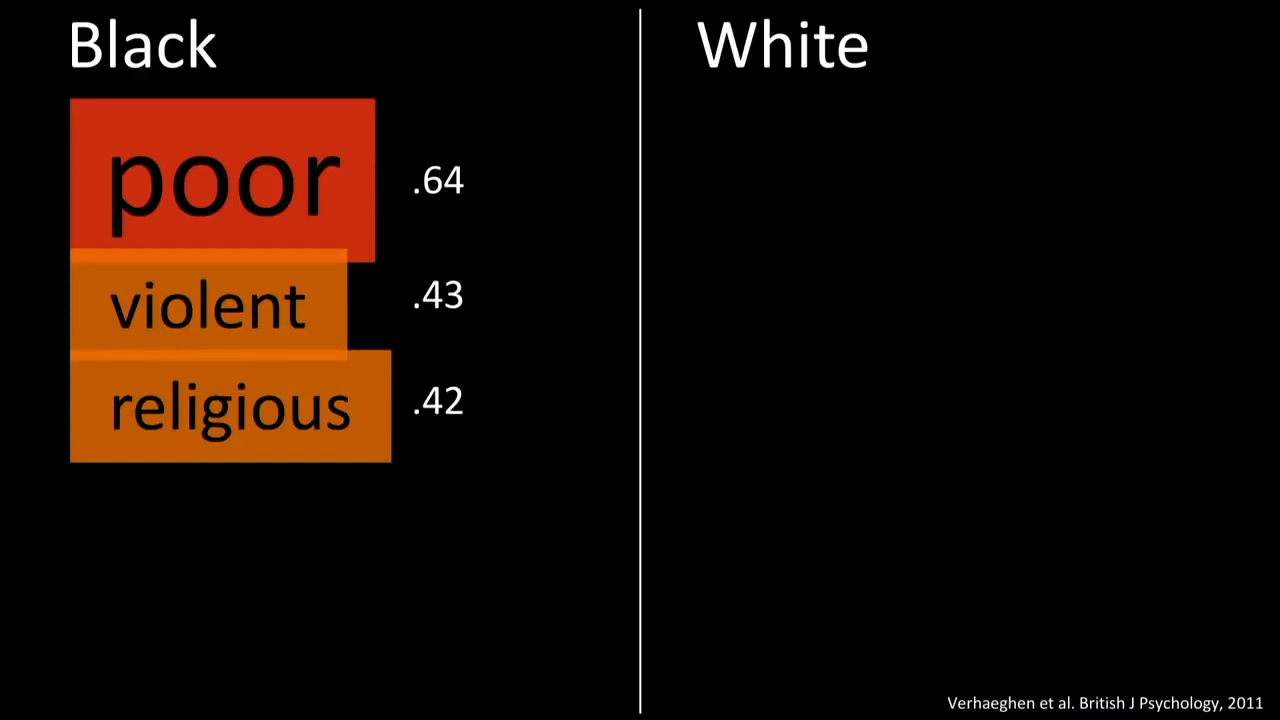 Black
White
poor .64
violent .43
religious .42
Verhaeghen et al. British J Psychology, 2011